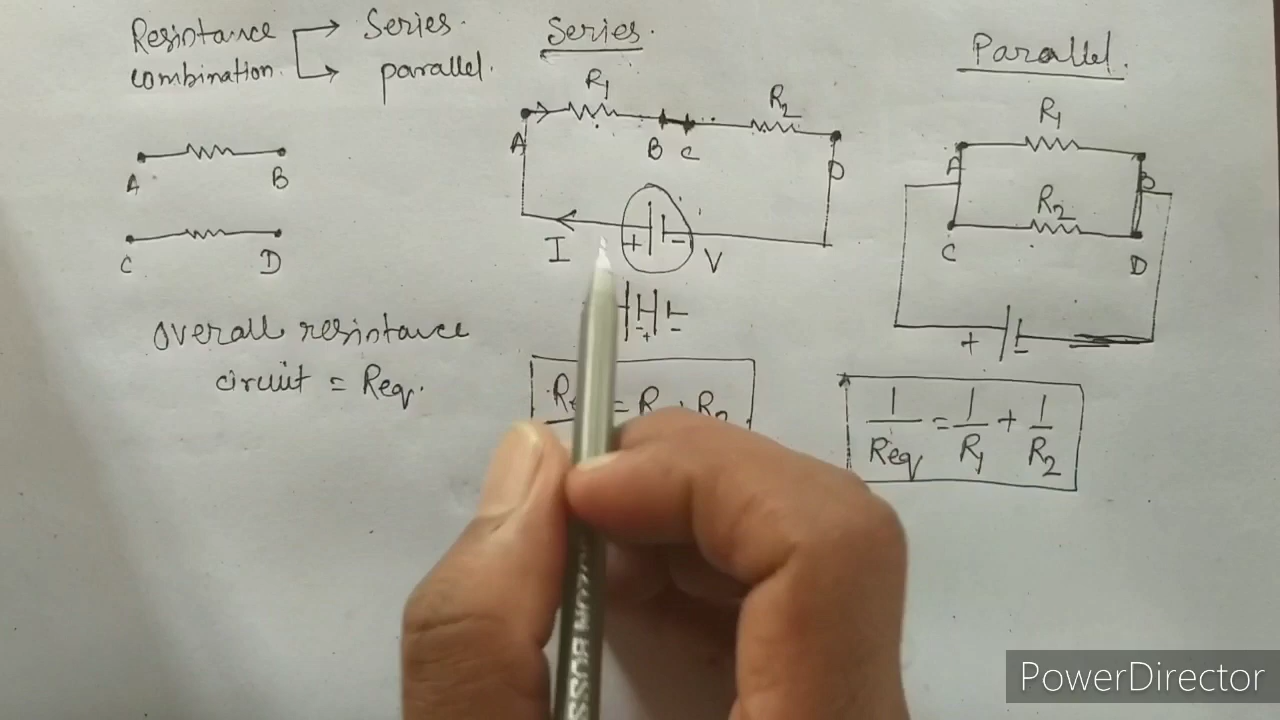 Resistance
combination.
Series.
parallel.
A
B
C
D
overall resistance
circuit = Req.
Series.
R1
R2
A
B
C
D
I
+
-
V
- +
-
= R R2
Parallel.
R1
A
B
R2
C
D
+
-
1/Req = 1/R1 + 1/R2
PowerDirector